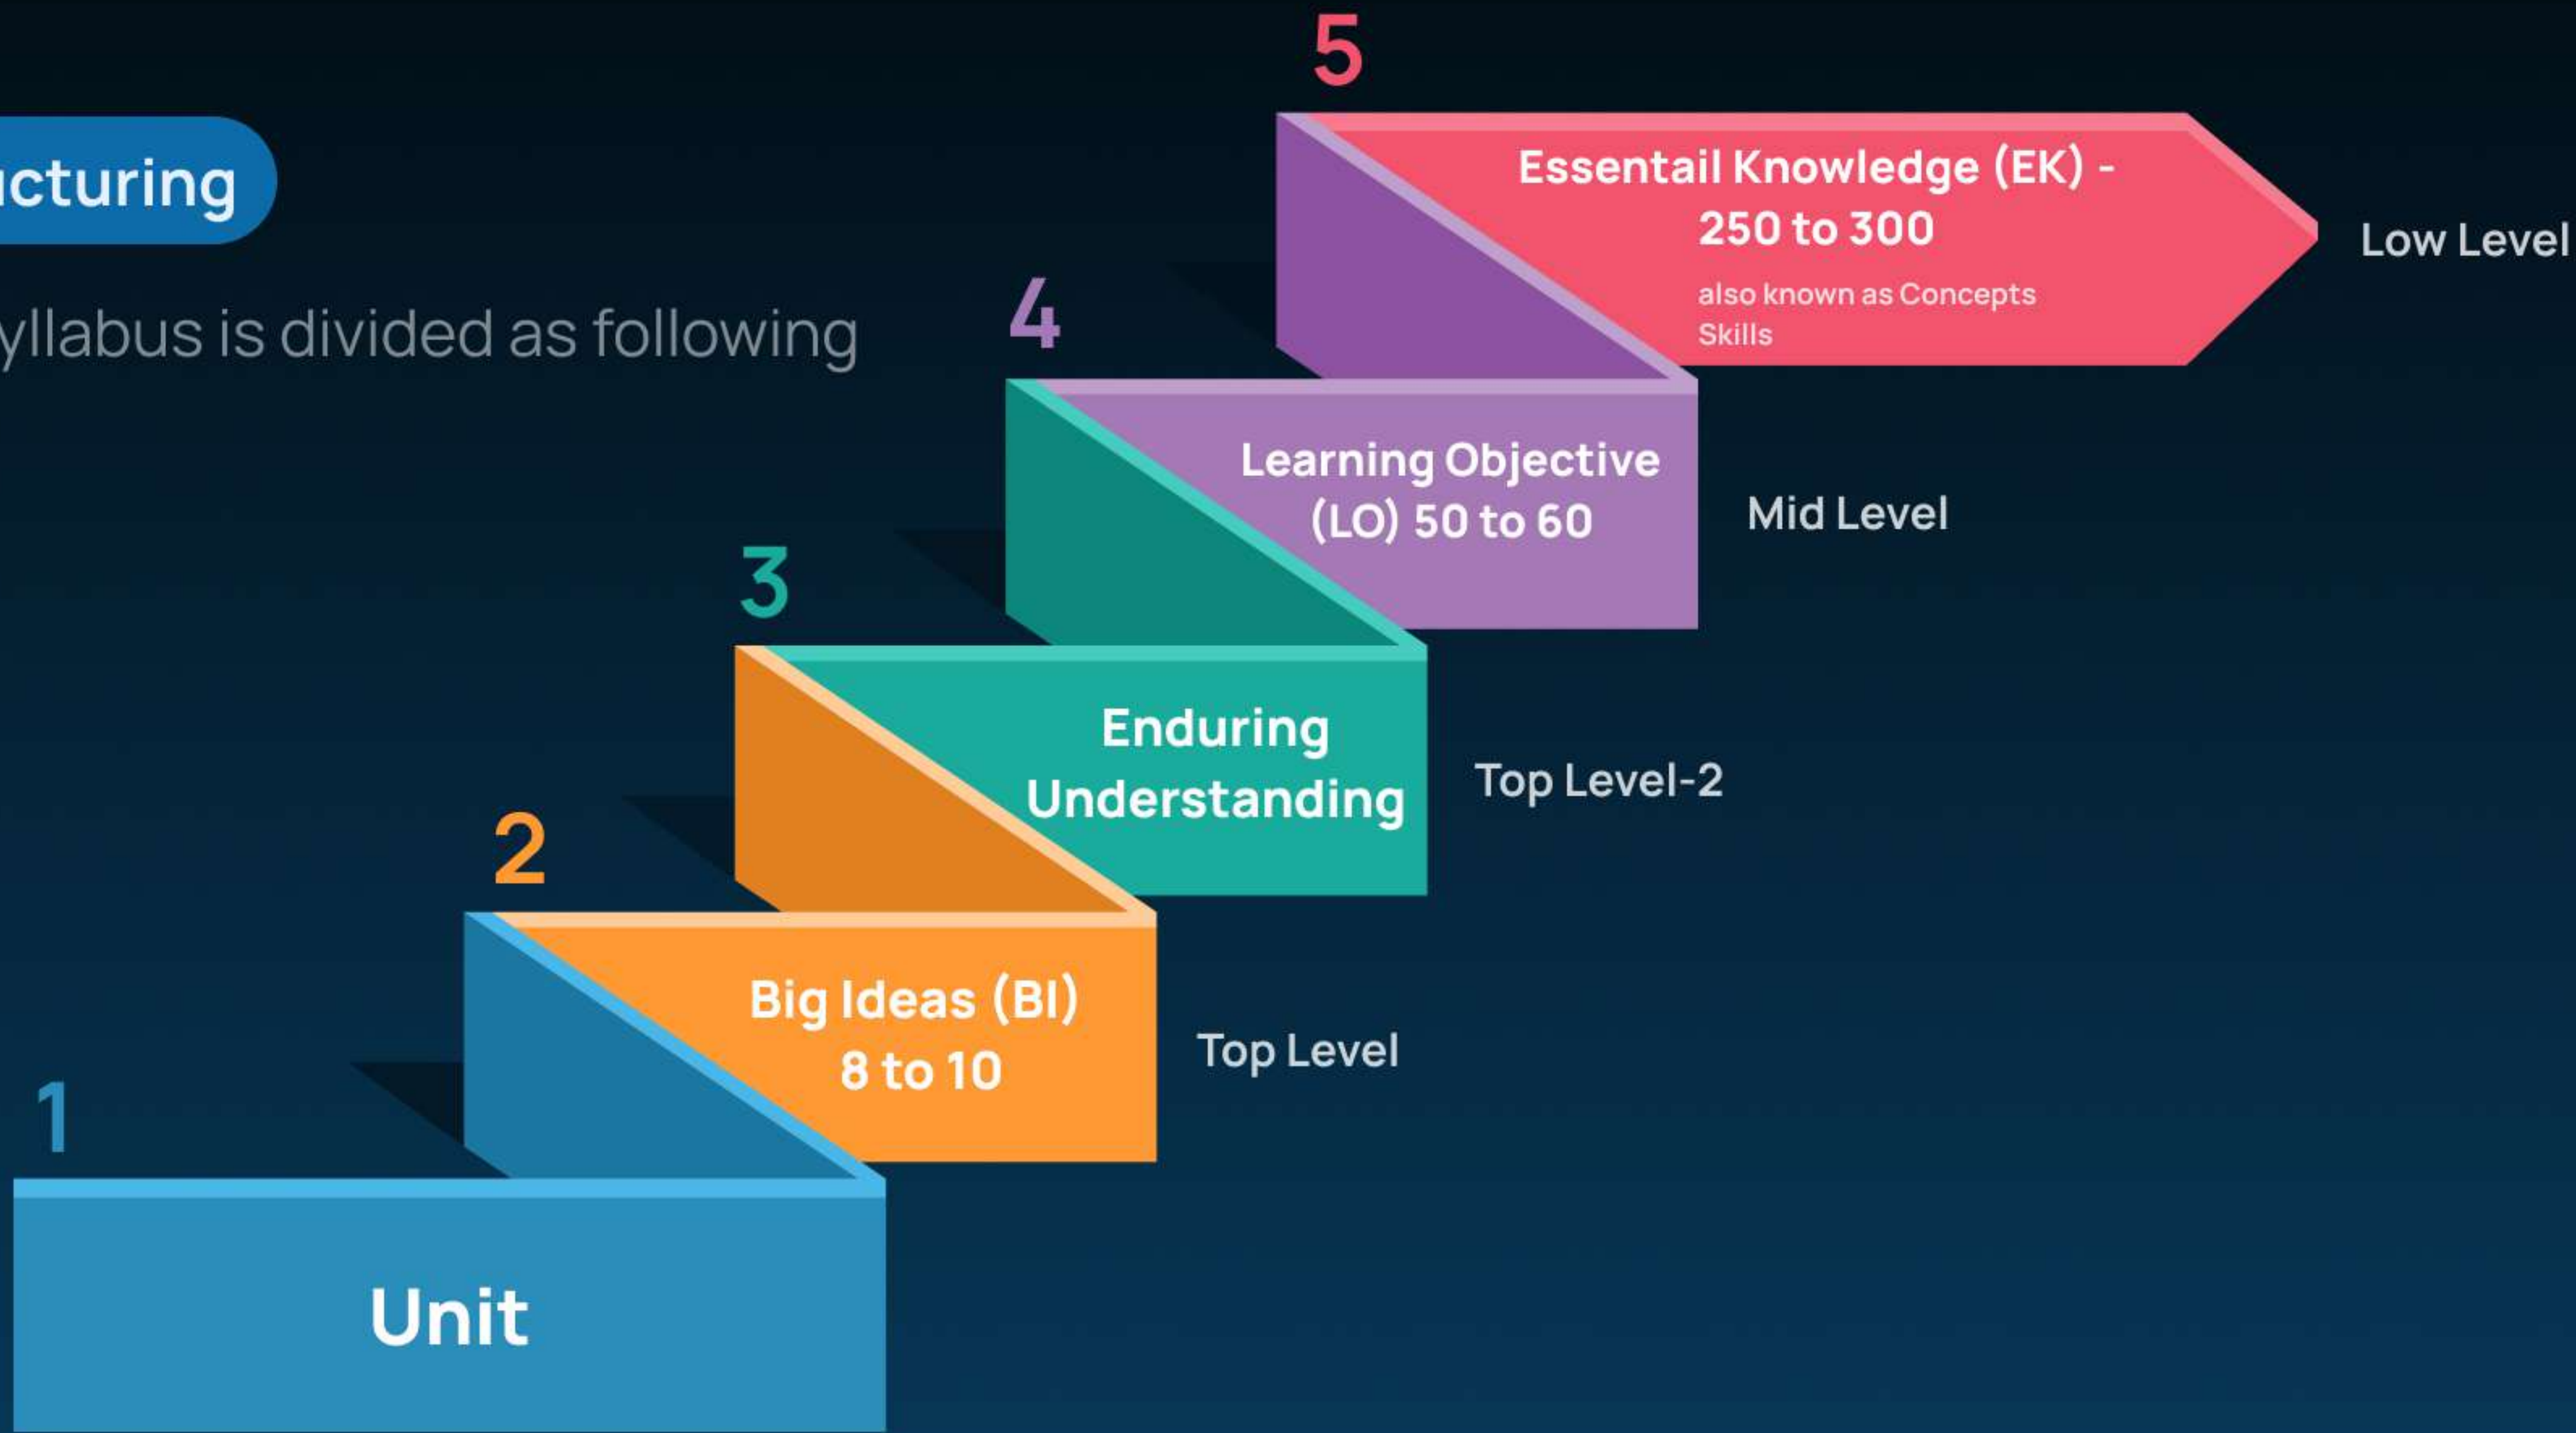 5
Essentail Knowledge (EK) -
250 to 300
also known as Concepts
Skills
Low Level
ucturing
yllabus is divided as following
4
Learning Objective
(LO) 50 to 60
Mid Level
3
Enduring
Understanding
Top Level-2
2
Big Ideas (BI)
8 to 10
Top Level
1
Unit